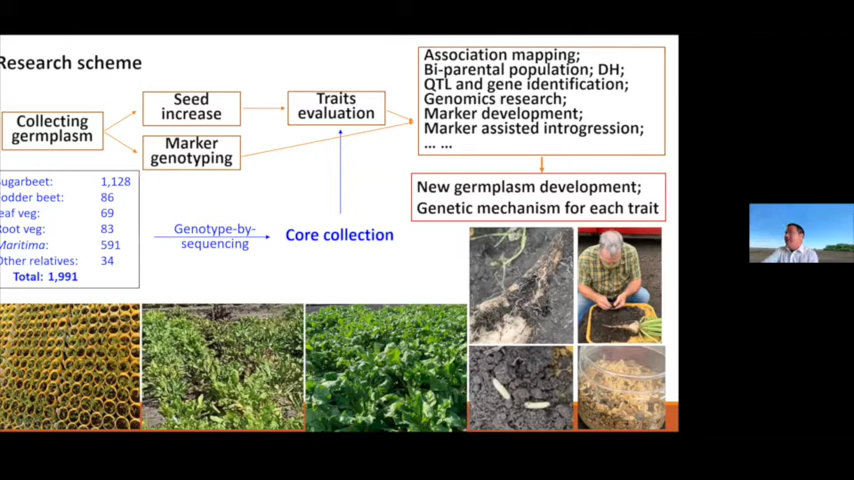 Research scheme
Collecting
germplasm
Seed
increase
Marker
genotyping
Traits
evaluation
Association mapping;
Bi-parental population; DH;
QTL and gene identification;
Genomics research;
Marker development;
Marker assisted introgression;
... ...
New germplasm development;
Genetic mechanism for each trait
ugarbeet: 1,128
odder beet: 86
eaf veg: 69
oot veg: 83
Maritima: 591
Other relatives: 34
Total: 1,991
Genotype-by-
sequencing
Core collection